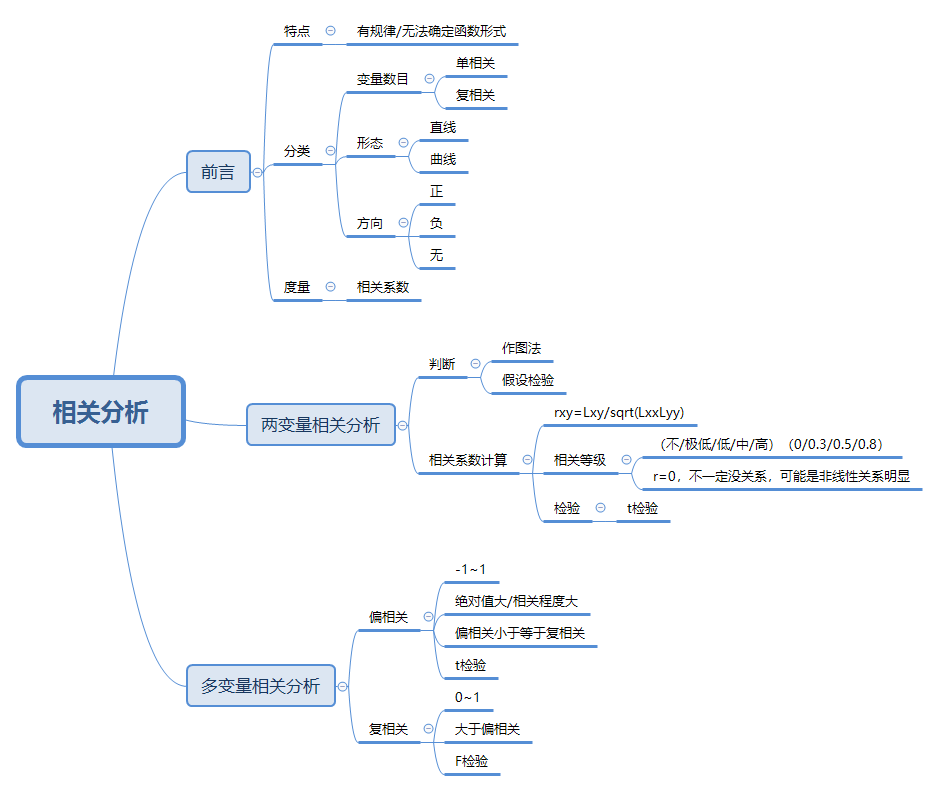 相关分析
前言
特点
有规律/无法确定函数形式
分类
变量数目
单相关
复相关
形态
直线
曲线
方向
正
负
无
度量
相关系数
两变量相关分析
判断
作图法
假设检验
相关系数计算
rxy=Lxy/sqrt(LxxLyy)
相关等级
（不/极低/低/中/高）（0/0.3/0.5/0.8）
r=0，不一定没关系，可能是非线性关系明显
检验
t检验
多变量相关分析
偏相关
-1~1
绝对值大/相关程度大
偏相关小于等于复相关
t检验
复相关
0~1
大于偏相关
F检验